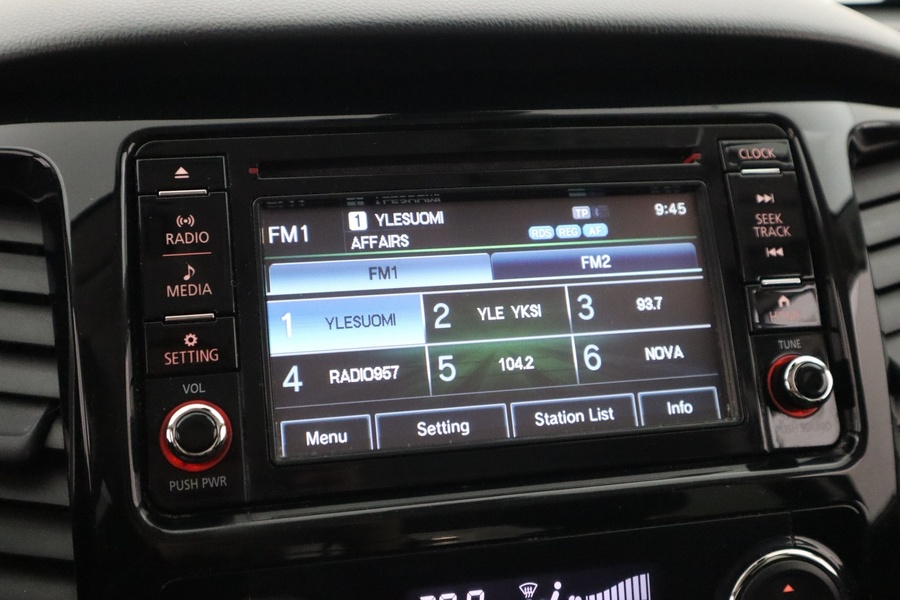 CLOCK
RADIO
MEDIA
SETTING
VOL
PUSH PWR
FM1
1 YLESUOMI
AFFAIRS
TP
RDS REG AF
9:45
FM1 FM2
1 YLESUOMI 2 YLE YKSI 3 93.7
4 RADIO957 5 104.2 6 NOVA
Menu Setting Station List Info
SEEK
TRACK
TUNE
PUSH SOUND